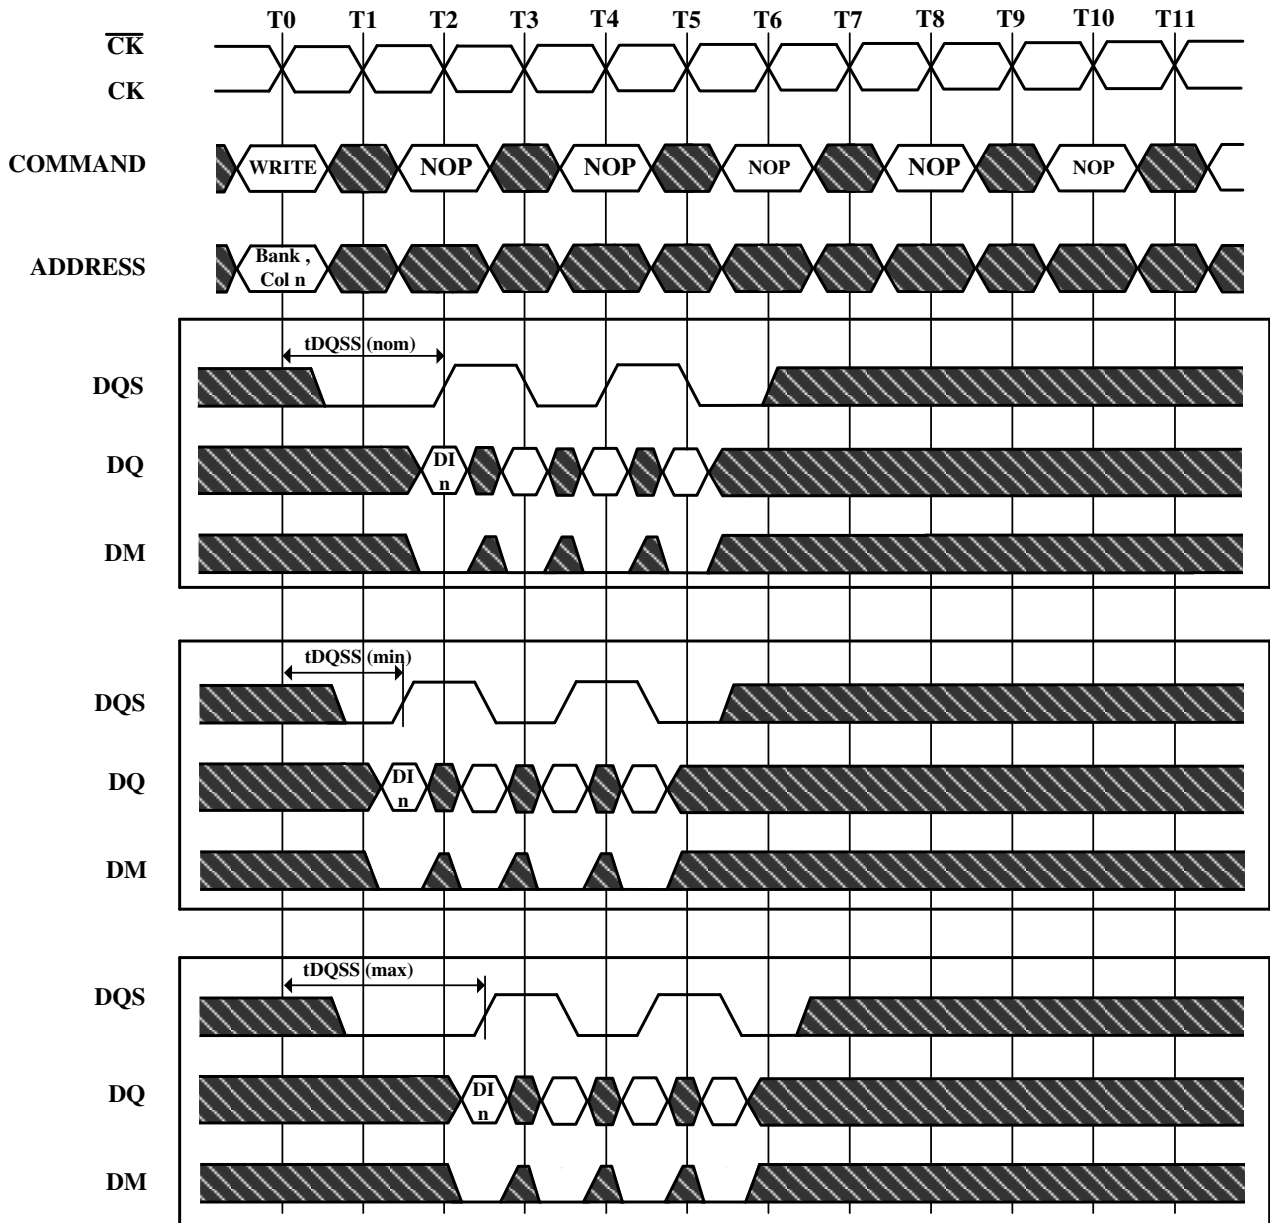 T0 T1 T2 T3 T4 T5 T6 T7 T8 T9 T10 T11
CK
CK
COMMAND WRITE NOP NOP NOP NOP NOP
ADDRESS Bank ,
Col n
tDQSS (nom)
DQS
DQ DI
n
DM
tDQSS (min)
DQS
DQ DI
n
DM
tDQSS (max)
DQS
DQ DI
n
DM